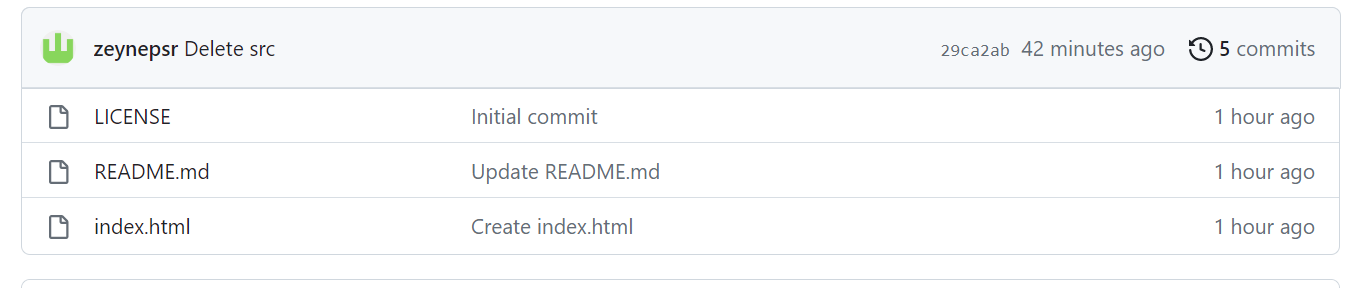 zeynepsr Delete src 29ca2ab 42 minutes ago 5 commits
LICENSE Initial commit 1 hour ago
README.md Update README.md 1 hour ago
index.html Create index.html 1 hour ago